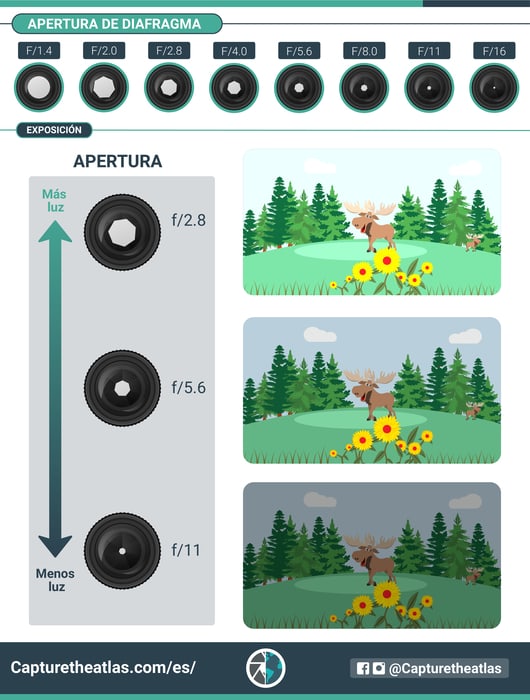 APERTURA DE DIAFRAGMA
F/1.4 F/2.0 F/2.8 F/4.0 F/5.6 F/8.0 F/11 F/16
EXPOSICIÓN
APERTURA
Más
luz
f/2.8
f/5.6
f/11
Menos
luz
Capturetheatlas.com/es/
@Capturetheatlas